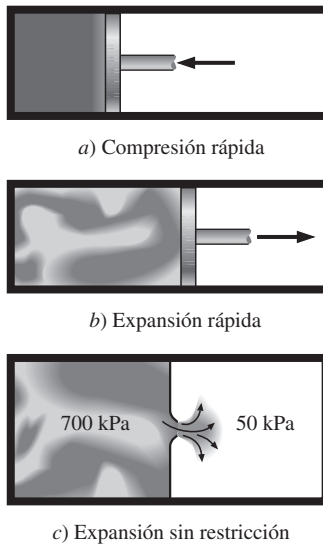 a) Compresión rápida
b) Expansión rápida
700 kPa 50 kPa
c) Expansión sin restricción